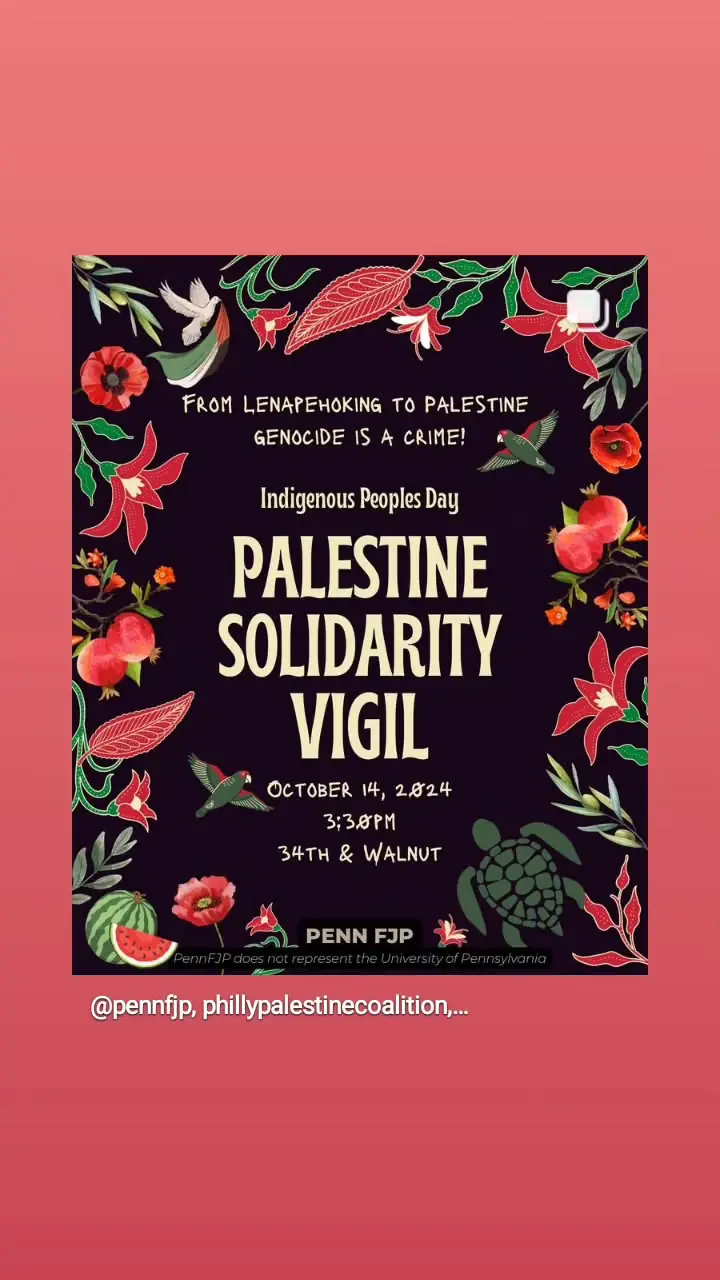 From Lenapehoking to Palestine
genocide is a crime!
Indigenous Peoples Day
PALESTINE
SOLIDARITY
VIGIL
October 14, 2024
3:30PM
34th & Walnut
PENN FJP
PennFJP does not represent the University of Pennsylvania
@pennfjp, phillypalestinecoalition,...